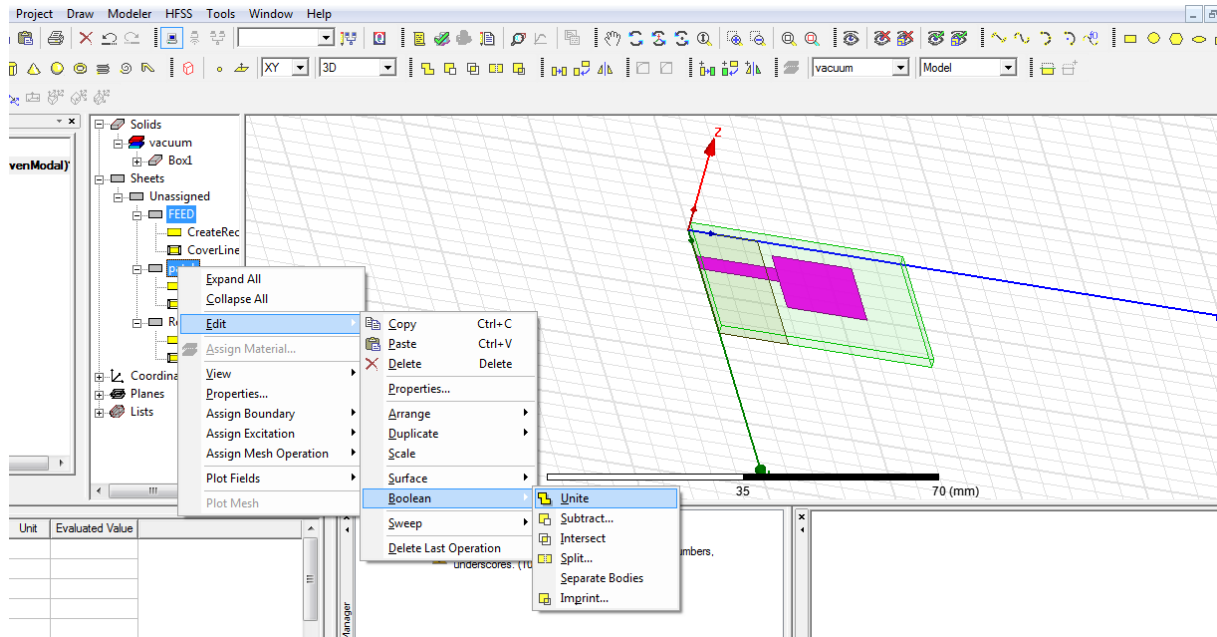 Project Draw Modeler HFSS Tools Window Help
XY 3D vacuum Model
venModal)'
Solids
vacuum
Box1
Sheets
Unassigned
FEED
CreateRec
CoverLine
Coordina
Planes
Lists
Expand All
Collapse All
Edit
Assign Material...
View
Properties...
Assign Boundary
Assign Excitation
Assign Mesh Operation
Plot Fields
Plot Mesh
Copy Ctrl+C
Paste Ctrl+V
Delete Delete
Properties...
Arrange
Duplicate
Scale
Surface
Boolean
Sweep
Delete Last Operation
Unite
Subtract...
Intersect
Split...
Separate Bodies
Imprint...
Z
35 70 (mm)
Unit Evaluated Value
umbers,
underscores. (10
Manager